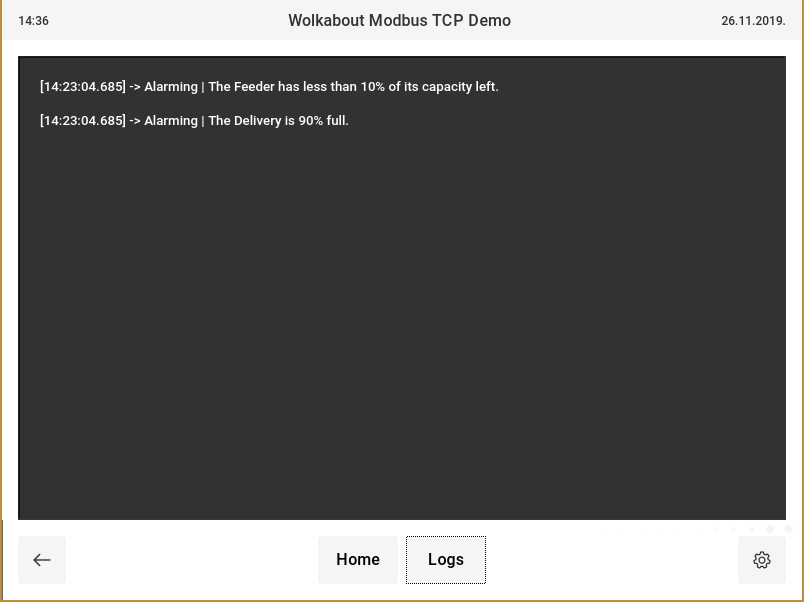 14:36
Wolkabout Modbus TCP Demo
26.11.2019.
[14:23:04.685] -> Alarming | The Feeder has less than 10% of its capacity left.
[14:23:04.685] -> Alarming | The Delivery is 90% full.
Home
Logs